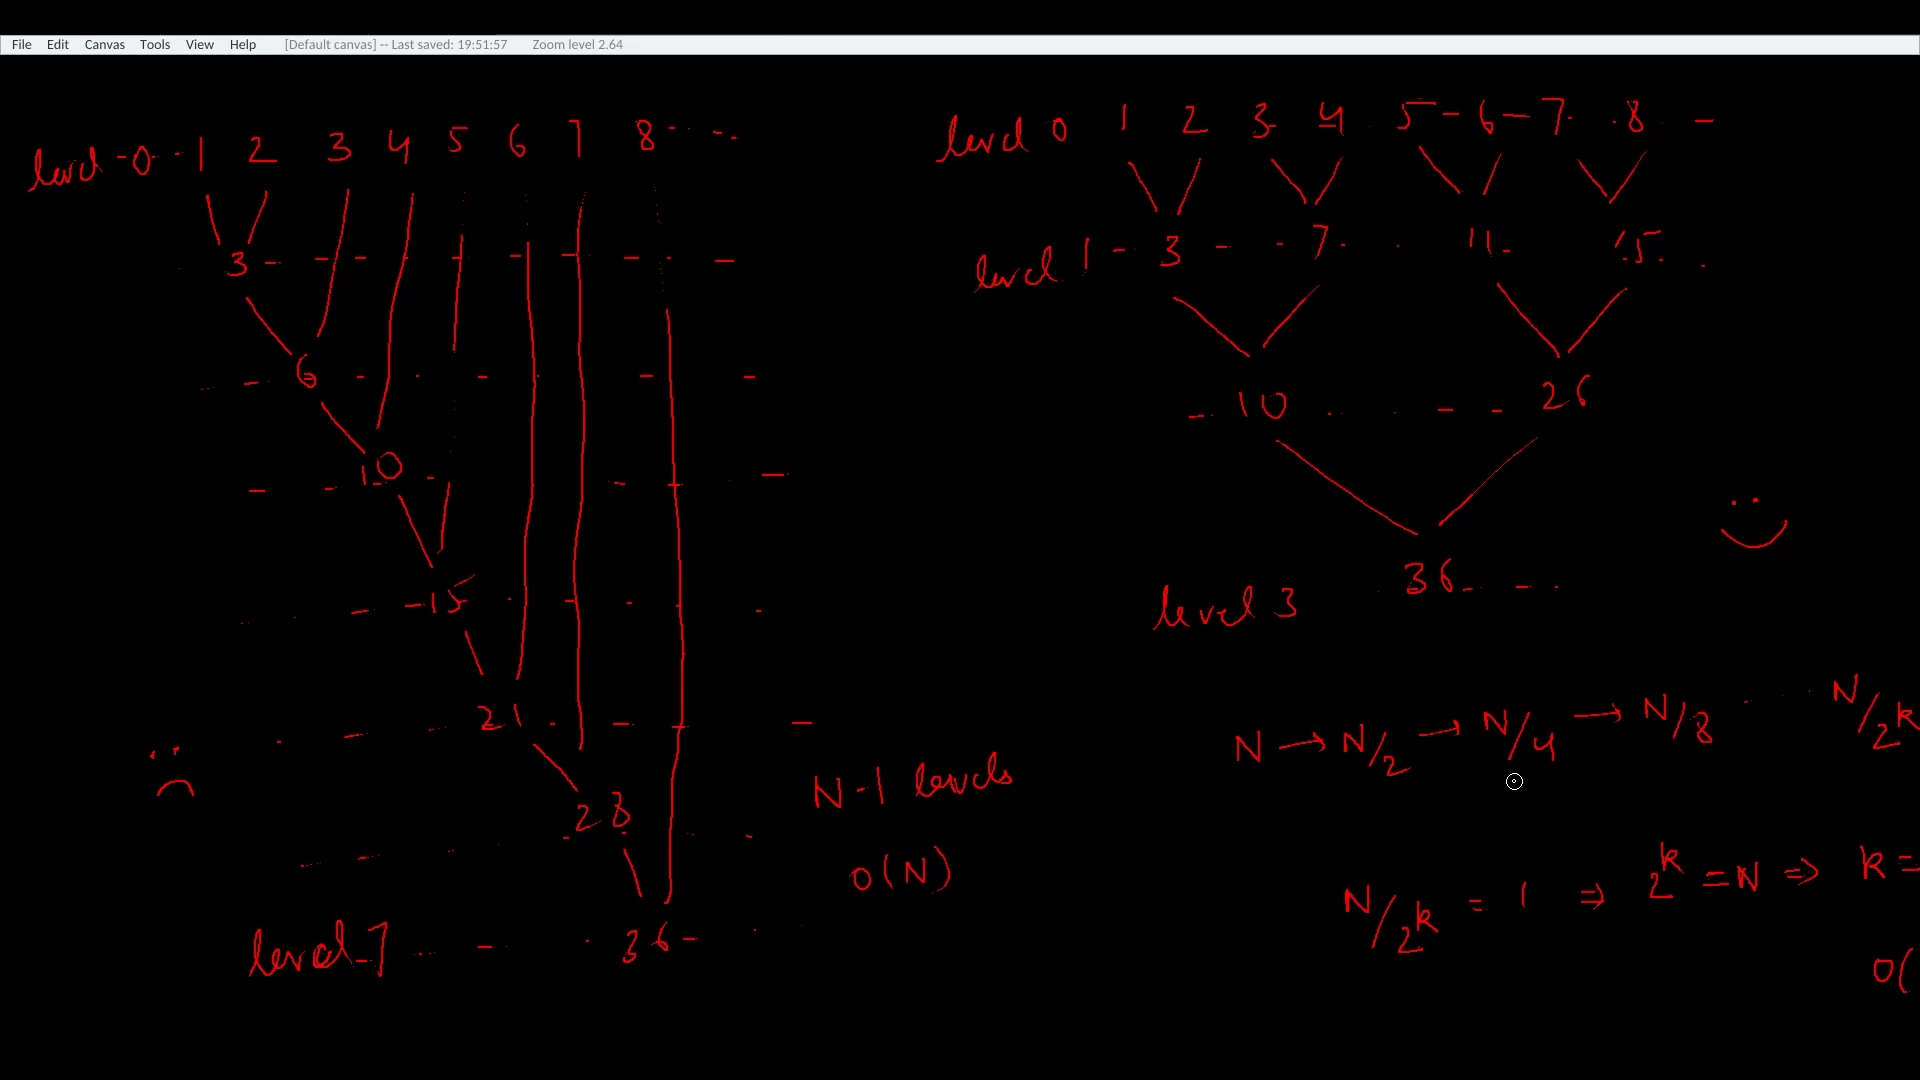 File Edit Canvas Tools View Help [Default canvas] -- Last saved: 19:51:57 Zoom level 2.64
level 0 1 2 3 4 5 6 7 8
3
6
10
15
21
28
level 7 36
N-1 levels
O(N)
level 0 1 2 3 4 5 6 7 8
level 1 3 7 11 15
10 26
level 3 36
N → N/2 → N/4 → N/8 N/2^k
N/2^k = 1 ⇒ 2^k = N ⇒ k =
O(